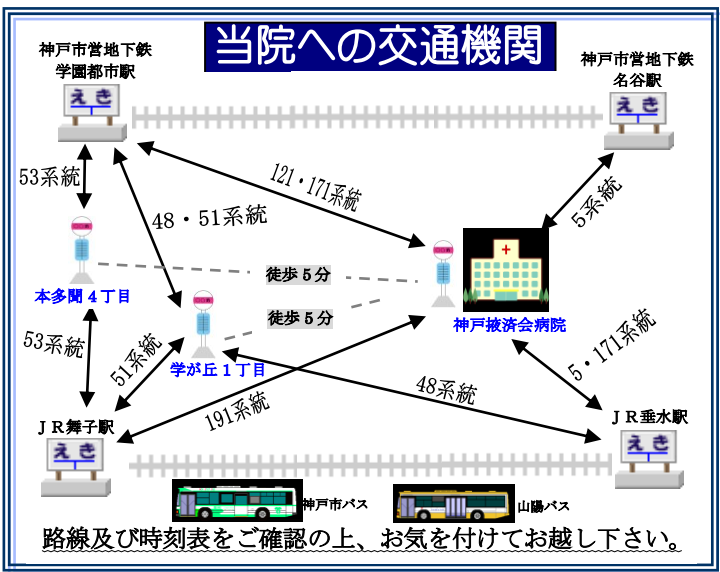 当院への交通機関
神戸市営地下鉄
学園都市駅
えき
神戸市営地下鉄
名谷駅
えき
53系統
48・51系統
121・171系統
5系統
徒歩５分
徒歩５分
本多聞４丁目
学が丘１丁目
神戸掖済会病院
53系統
51系統
191系統
48系統
5・171系統
ＪＲ舞子駅
えき
ＪＲ垂水駅
えき
神戸市バス
山陽バス
路線及び時刻表をご確認の上、お気を付けてお越し下さい。